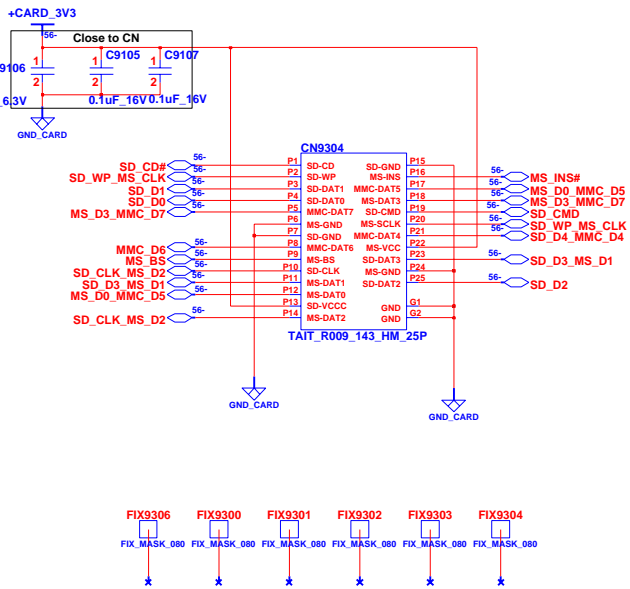 +CARD_3V3
56-
Close to CN
9106
1
2
6.3V
C9105
1
2
0.1uF_16V
C9107
1
2
0.1uF_16V
GND_CARD
CN9304
SD_CD# 56- P1 SD-CD
SD_WP_MS_CLK 56- P2 SD-WP
SD_D1 56- P3 SD-DAT1
SD_D0 56- P4 SD-DAT0
MS_D3_MMC_D7 56- P5 MMC-DAT7
P6 MS-GND
P7 SD-GND
MMC_D6 56- P8 MMC-DAT6
MS_BS 56- P9 MS-BS
SD_CLK_MS_D2 56- P10 SD-CLK
SD_D3_MS_D1 56- P11 MS-DAT1
MS_D0_MMC_D5 56- P12 MS-DAT0
P13 SD-VCCC
SD_CLK_MS_D2 56- P14 MS-DAT2
SD-GND P15
MS-INS P16 56- MS_INS#
MMC-DAT5 P17 56- MS_D0_MMC_D5
MS-DAT3 P18 56- MS_D3_MMC_D7
SD-CMD P19 56- SD_CMD
MS-SCLK P20 56- SD_WP_MS_CLK
MMC-DAT4 P21 56- SD_D4_MMC_D4
MS-VCC P22
SD-DAT3 P23 56- SD_D3_MS_D1
MS-GND P24
SD-DAT2 P25 56- SD_D2
GND G1
GND G2
TAIT_R009_143_HM_25P
GND_CARD
GND_CARD
FIX9306 FIX9300 FIX9301 FIX9302 FIX9303 FIX9304
FIX_MASK_080 FIX_MASK_080 FIX_MASK_080 FIX_MASK_080 FIX_MASK_080 FIX_MASK_080